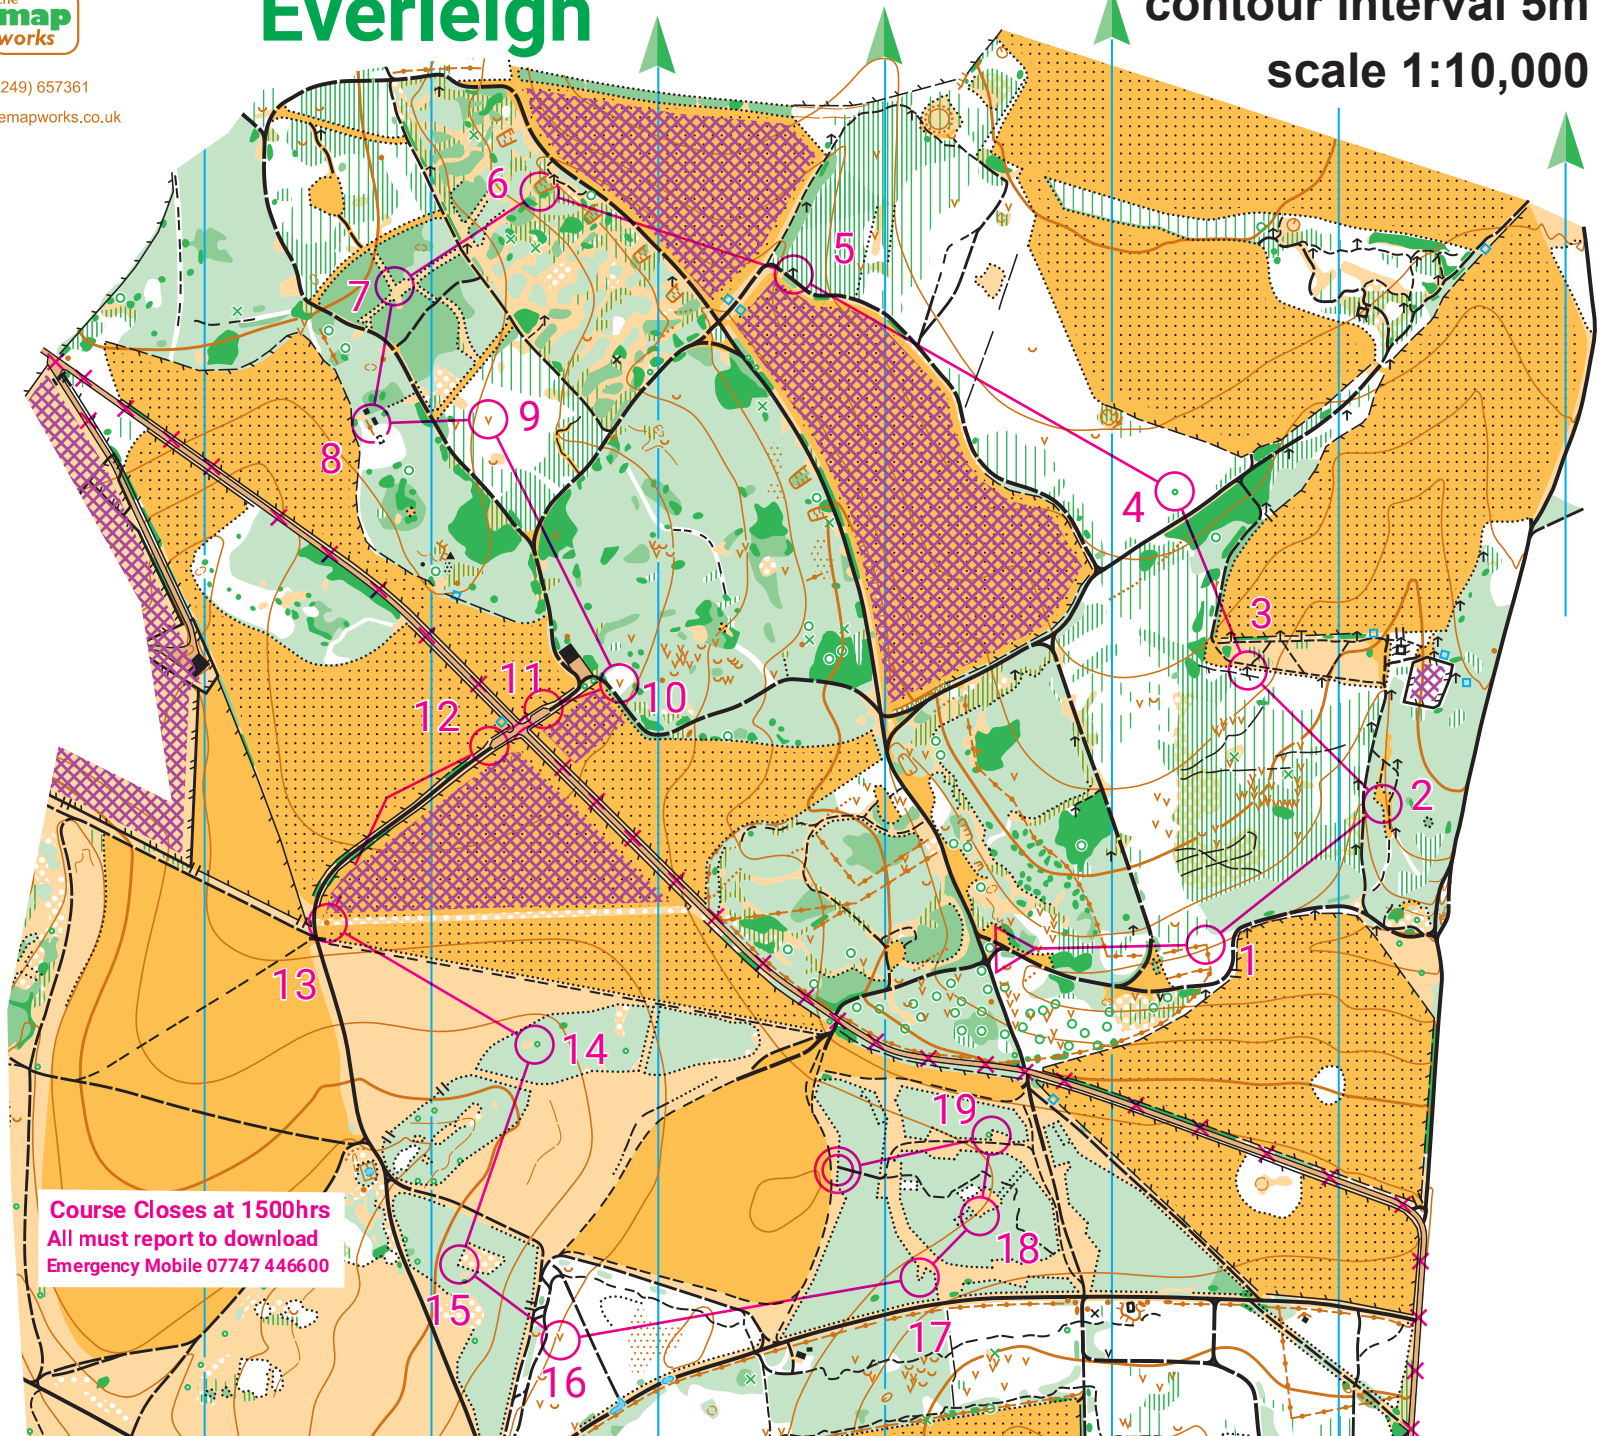 the
map
works
249) 657361
emapworks.co.uk
Everleigh
contour interval 5m
scale 1:10,000
6
5
7
9
8
4
3
11
10
12
2
1
13
14
19
Course Closes at 1500hrs
All must report to download
Emergency Mobile 07747 446600
18
15
17
16